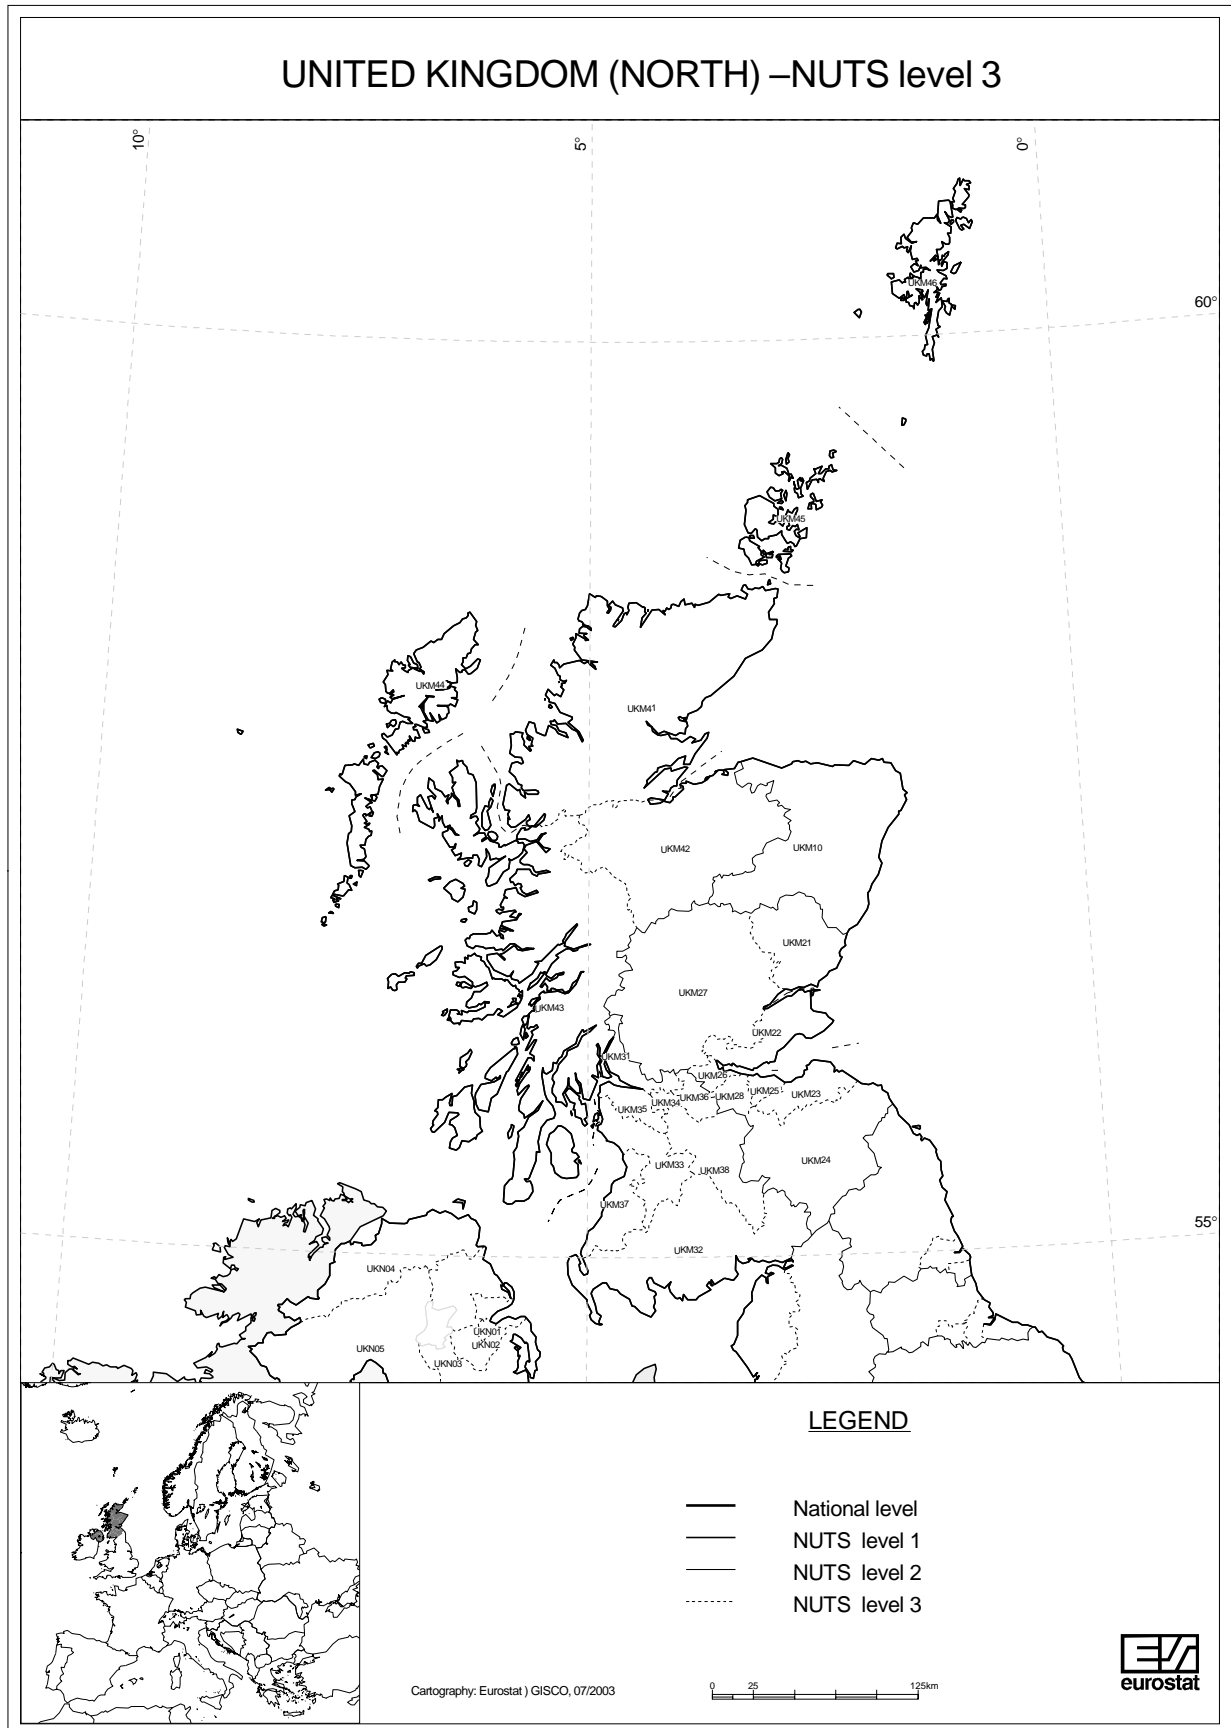 UNITED KINGDOM (NORTH) –NUTS level 3
10°
5°
0°
UKM46
60°
UKM45
UKM44
UKM41
UKM42
UKM10
UKM21
UKM27
UKM43
UKM22
UKM31
UKM26
UKM25
UKM23
UKM36
UKM28
UKM34
UKM35
UKM24
UKM33
UKM38
UKM37
55°
UKM32
UKN04
UKN01
UKN02
UKN05
UKN03
LEGEND
National level
NUTS level 1
NUTS level 2
NUTS level 3
Cartography: Eurostat ) GISCO, 07/2003
0 25 125km
eurostat